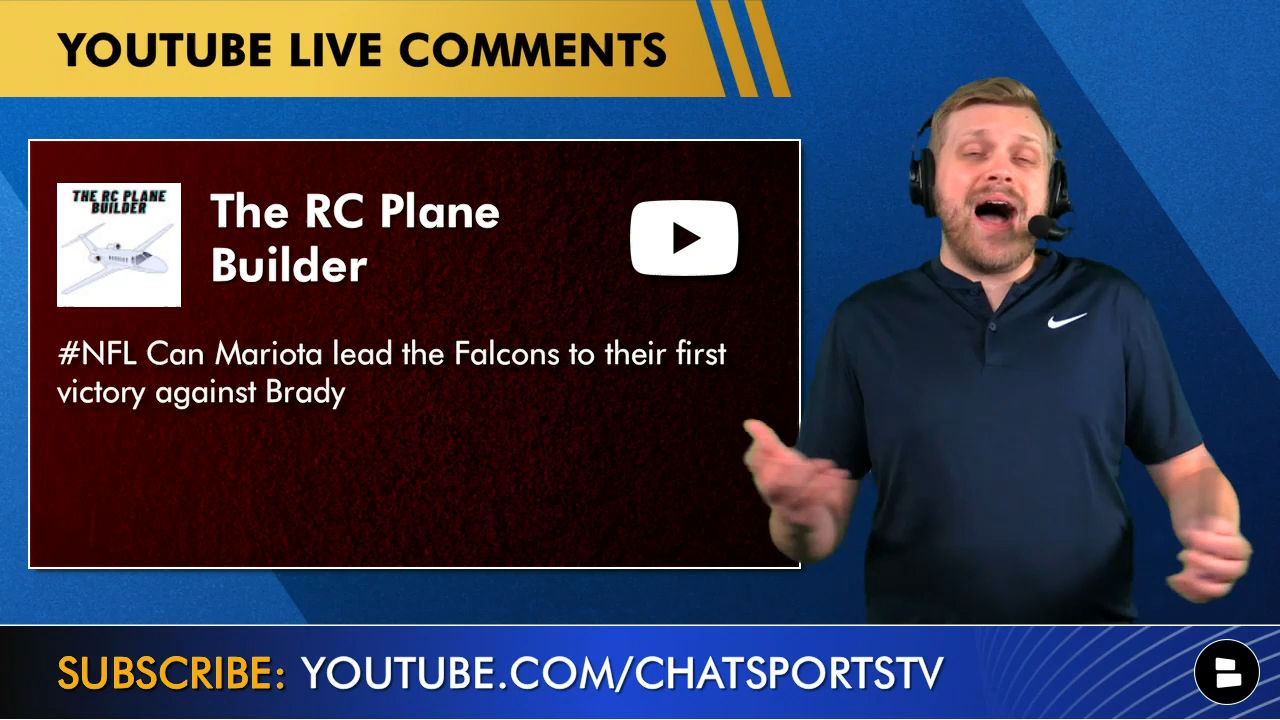 YOUTUBE LIVE COMMENTS
THE RC PLANE
BUILDER
The RC Plane
Builder
#NFL Can Mariota lead the Falcons to their first
victory against Brady
SUBSCRIBE: YOUTUBE.COM/CHATSPORTSTV